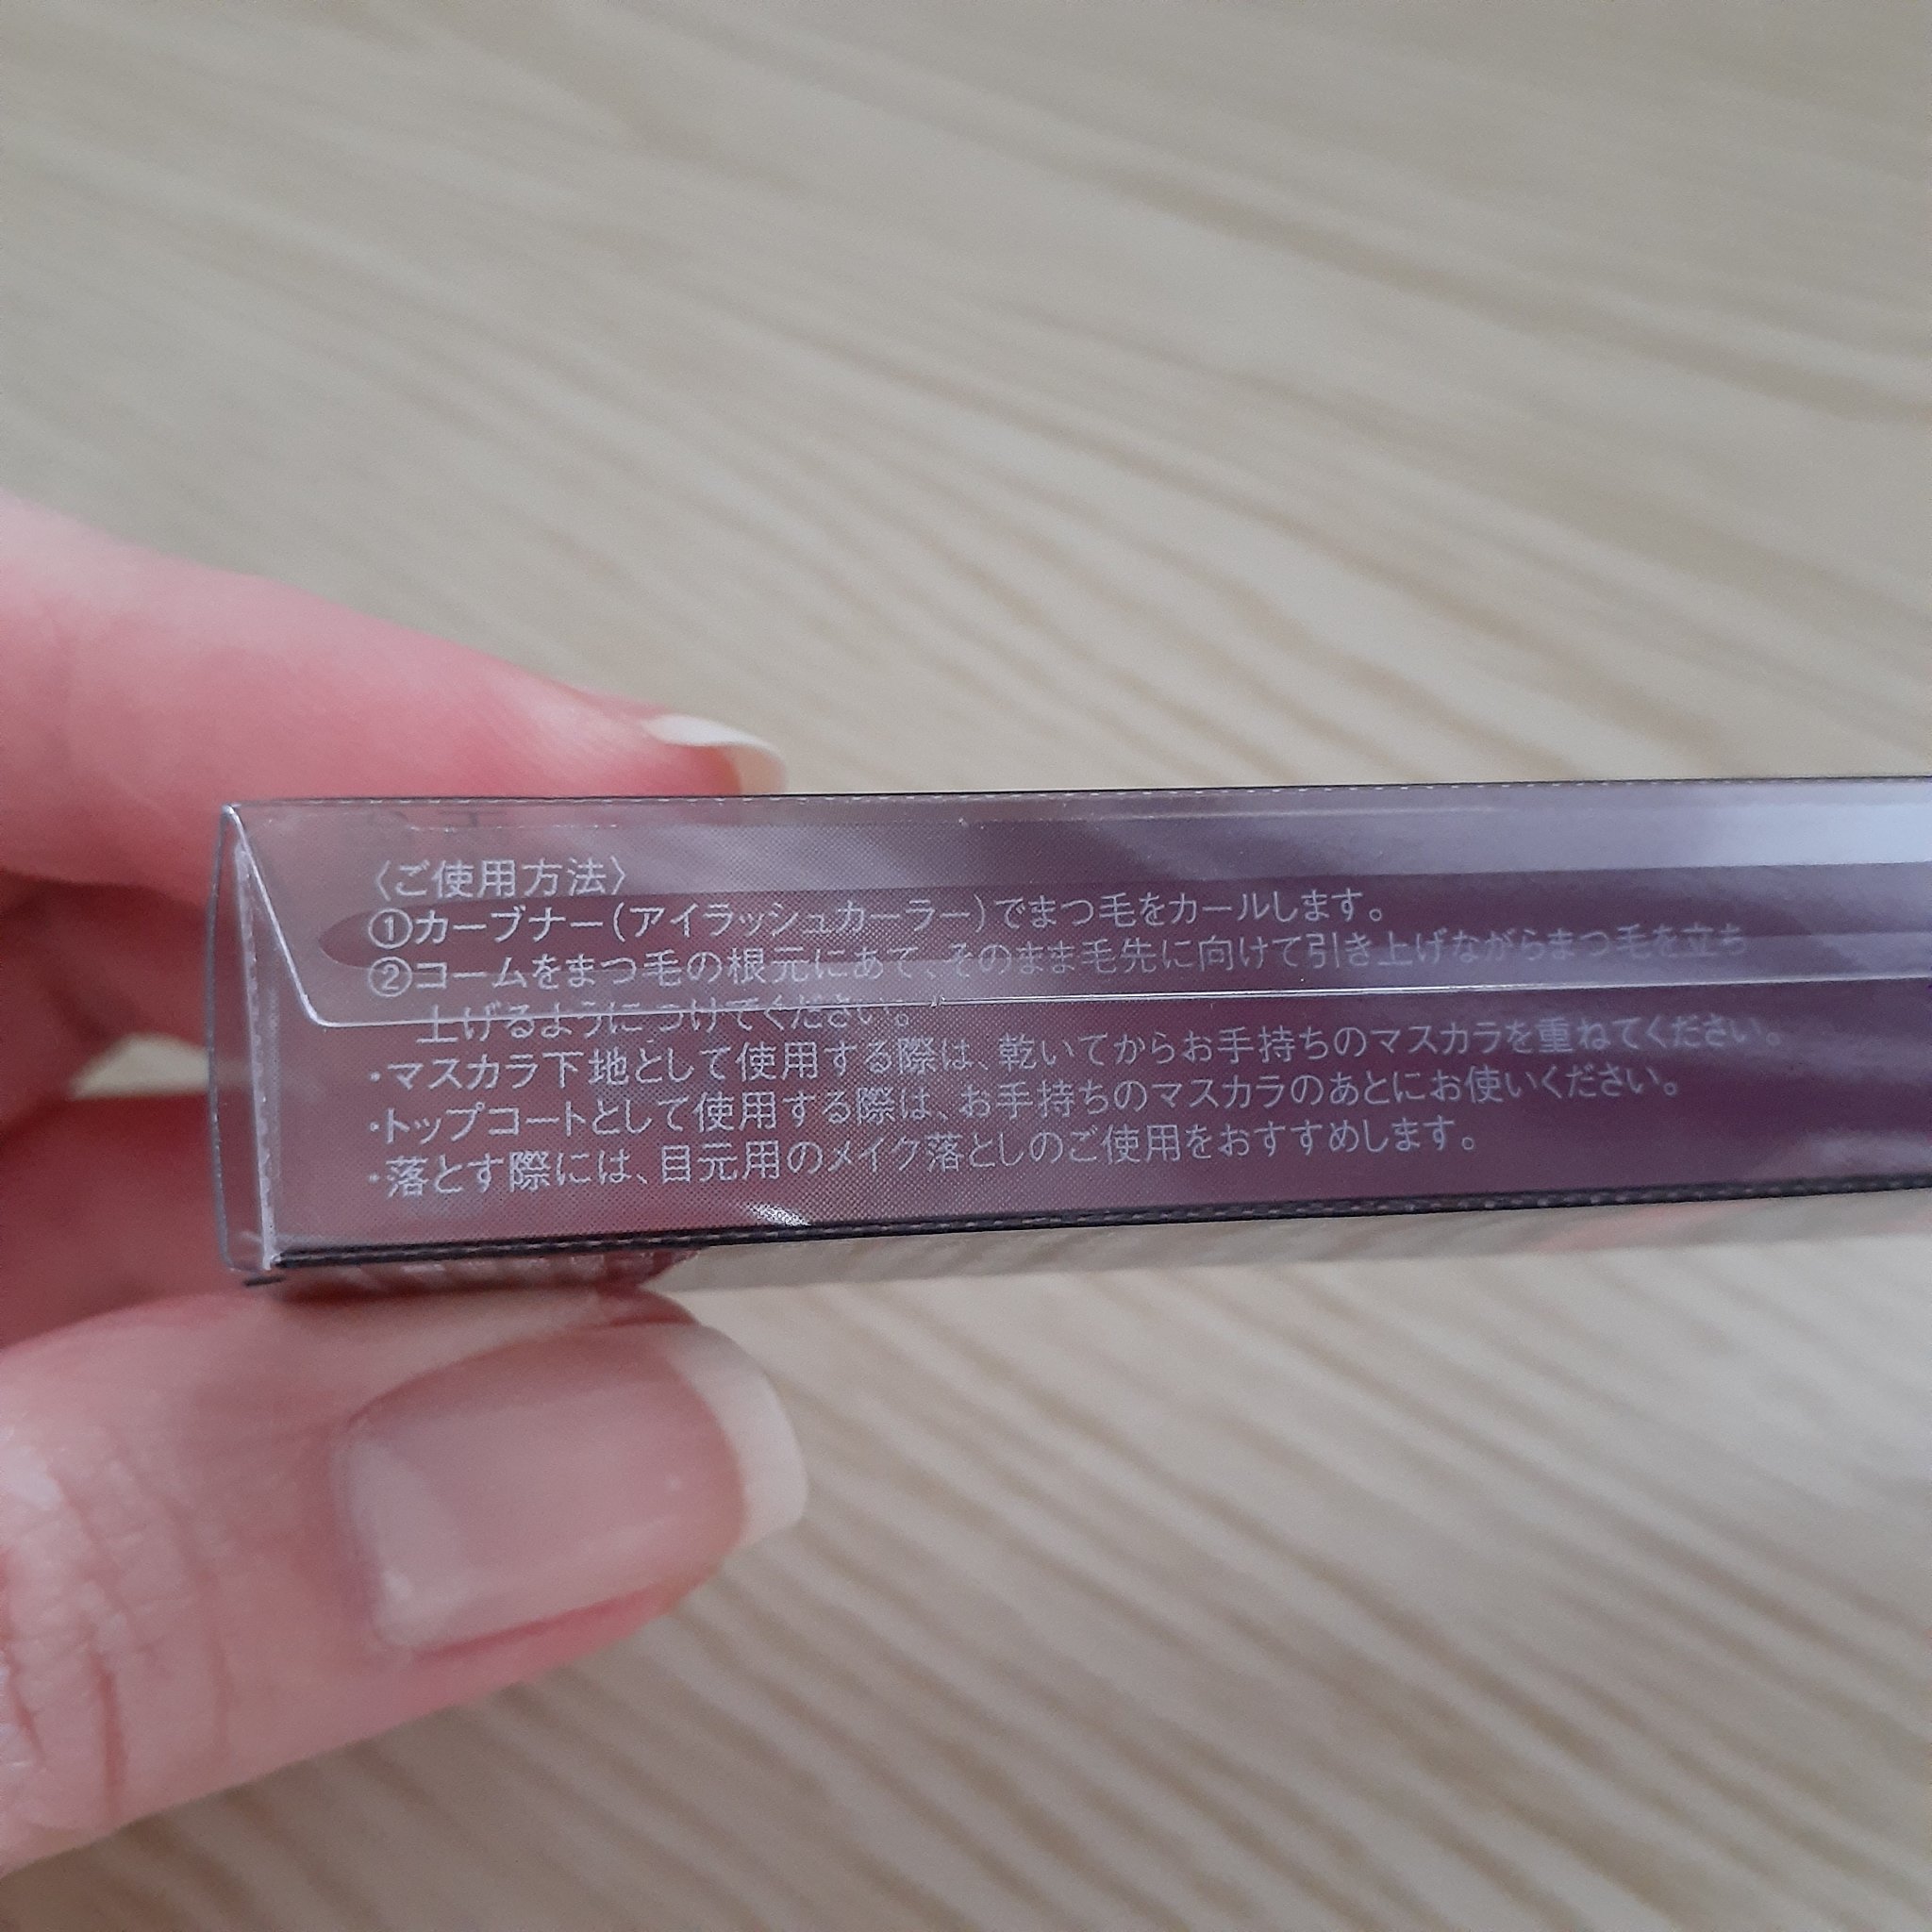 〈ご使用方法〉
①カーブナー(アイラッシュカーラー)でまつ毛をカールします。
②コームをまつ毛の根元にあて、そのまま毛先に向けて引き上げながらまつ毛を立ち
上げるようにつけてください。
・マスカラ下地として使用する際は、乾いてからお手持ちのマスカラを重ねてください。
・トップコートとして使用する際は、お手持ちのマスカラのあとにお使いください。
・落とす際には、目元用のメイク落としのご使用をおすすめします。